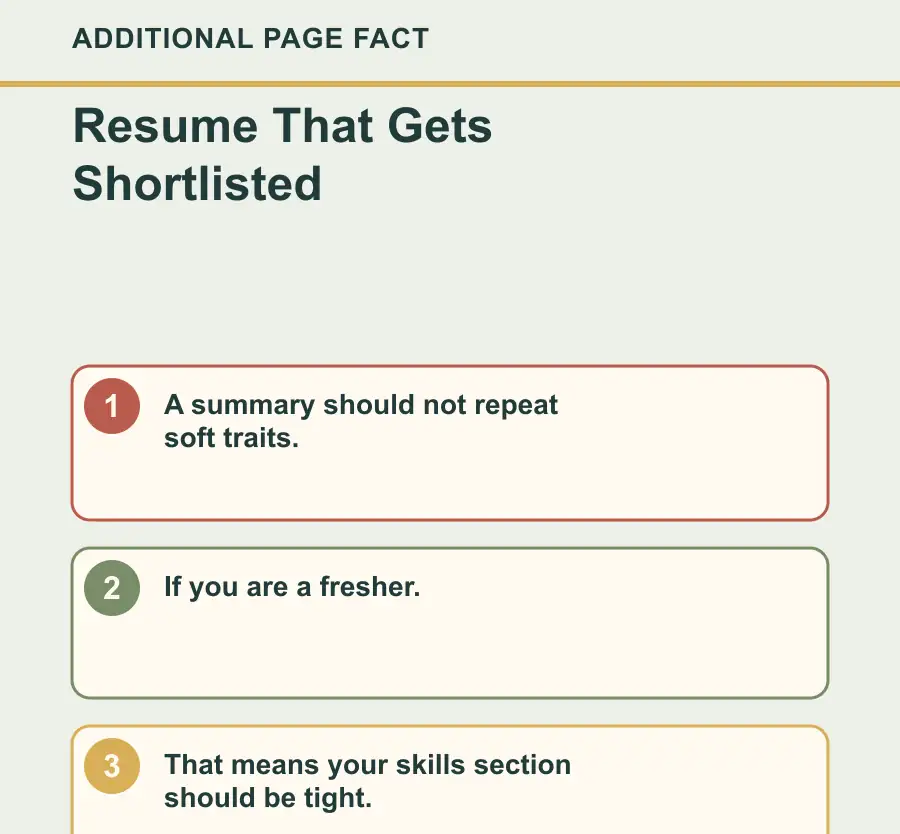 ADDITIONAL PAGE FACT
Resume That Gets
Shortlisted
1
A summary should not repeat
soft traits.
2
If you are a fresher.
3
That means your skills section
should be tight.